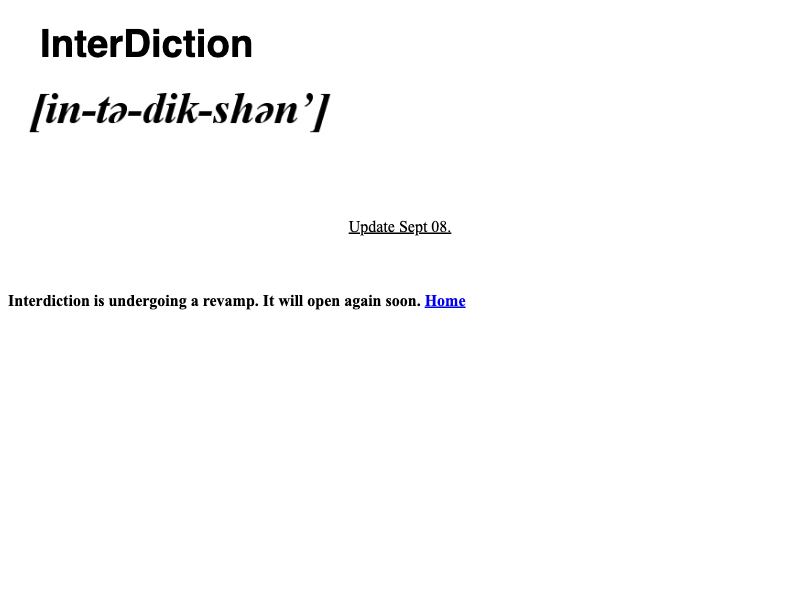 InterDiction
[in-tə-dik-shən’]
Update Sept 08.
Interdiction is undergoing a revamp. It will open again soon. Home